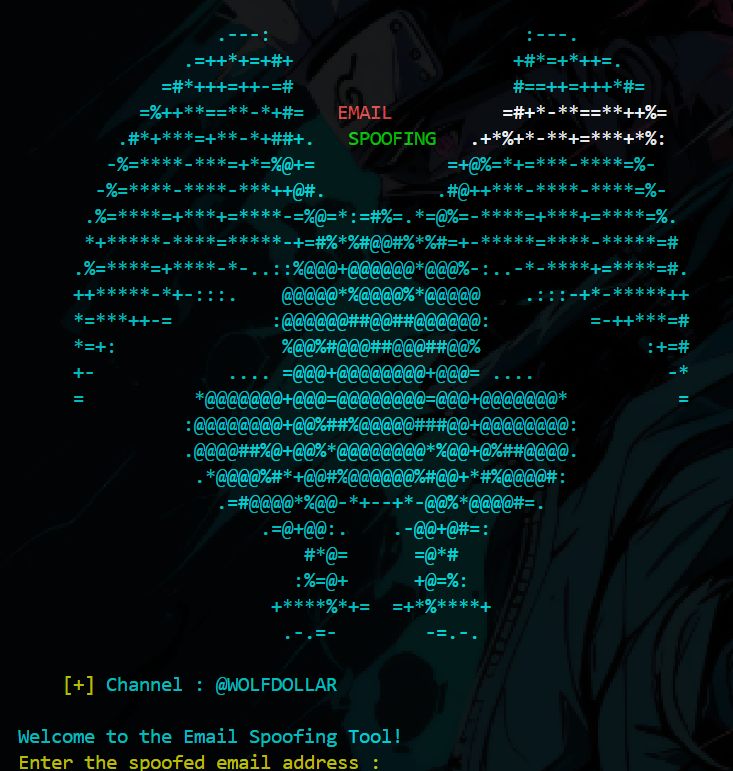 EMAIL
SPOOFING
[+] Channel : @WOLFDOLLAR
Welcome to the Email Spoofing Tool!
Enter the spoofed email address :